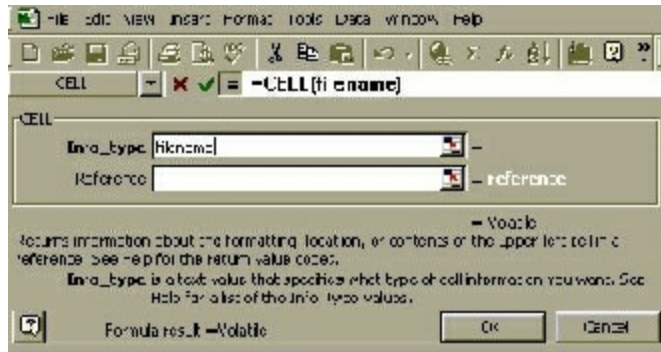 File Edit View Insert Format Tools Data Window Help
CELL =CELL(filename)
CELL
Info_type filename =
Reference = reference
= Volatile
Returns information about the formatting, location, or contents of the upper left cell in a
reference. See Help for the return value codes.
Info_type is a text value that specifies what type of cell information you want. See
Help for a list of the Info_type values.
Formula result =Volatile OK Cancel